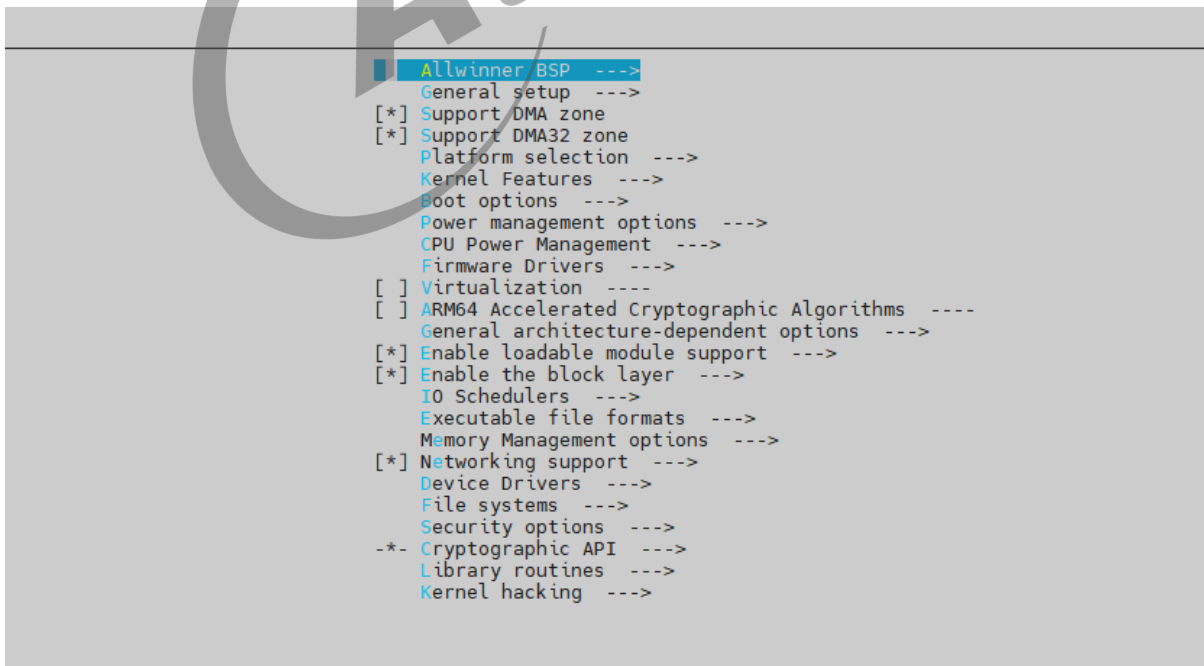 Allwinner BSP  --->
General setup  --->
[*] Support DMA zone
[*] Support DMA32 zone
Platform selection  --->
Kernel Features  --->
Boot options  --->
Power management options  --->
CPU Power Management  --->
Firmware Drivers  --->
[ ] Virtualization  ----
[ ] ARM64 Accelerated Cryptographic Algorithms  ----
General architecture-dependent options  --->
[*] Enable loadable module support  --->
[*] Enable the block layer  --->
IO Schedulers  --->
Executable file formats  --->
Memory Management options  --->
[*] Networking support  --->
Device Drivers  --->
File systems  --->
Security options  --->
-*- Cryptographic API  --->
Library routines  --->
Kernel hacking  --->